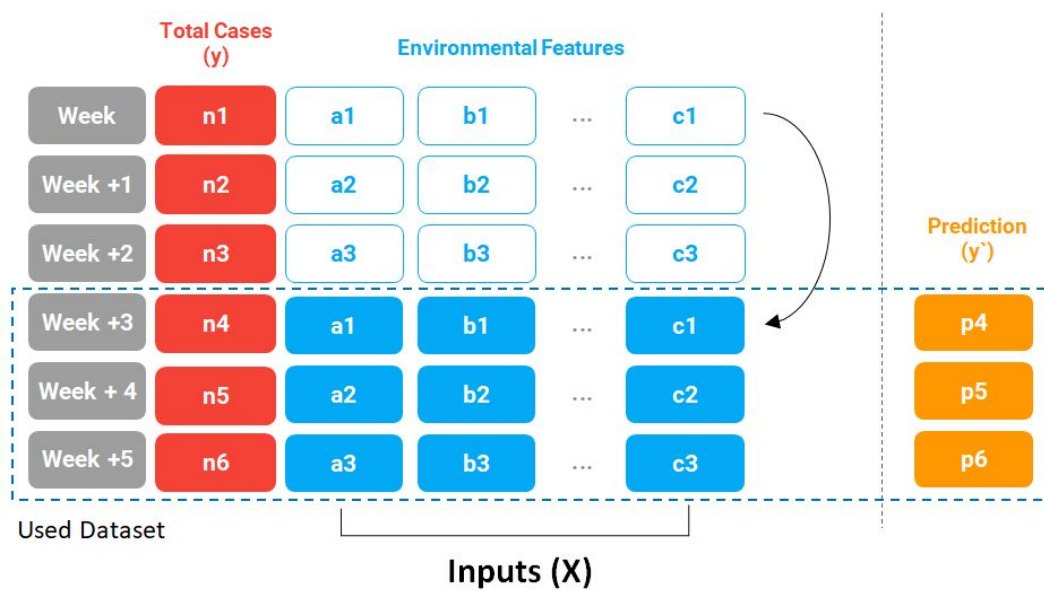 Total Cases
(y)
Environmental Features
Week n1 a1 b1 ... c1
Week +1 n2 a2 b2 ... c2
Week +2 n3 a3 b3 ... c3
Prediction
(y`)
Week +3 n4 a1 b1 ... c1 p4
Week + 4 n5 a2 b2 ... c2 p5
Week +5 n6 a3 b3 ... c3 p6
Used Dataset
Inputs (X)